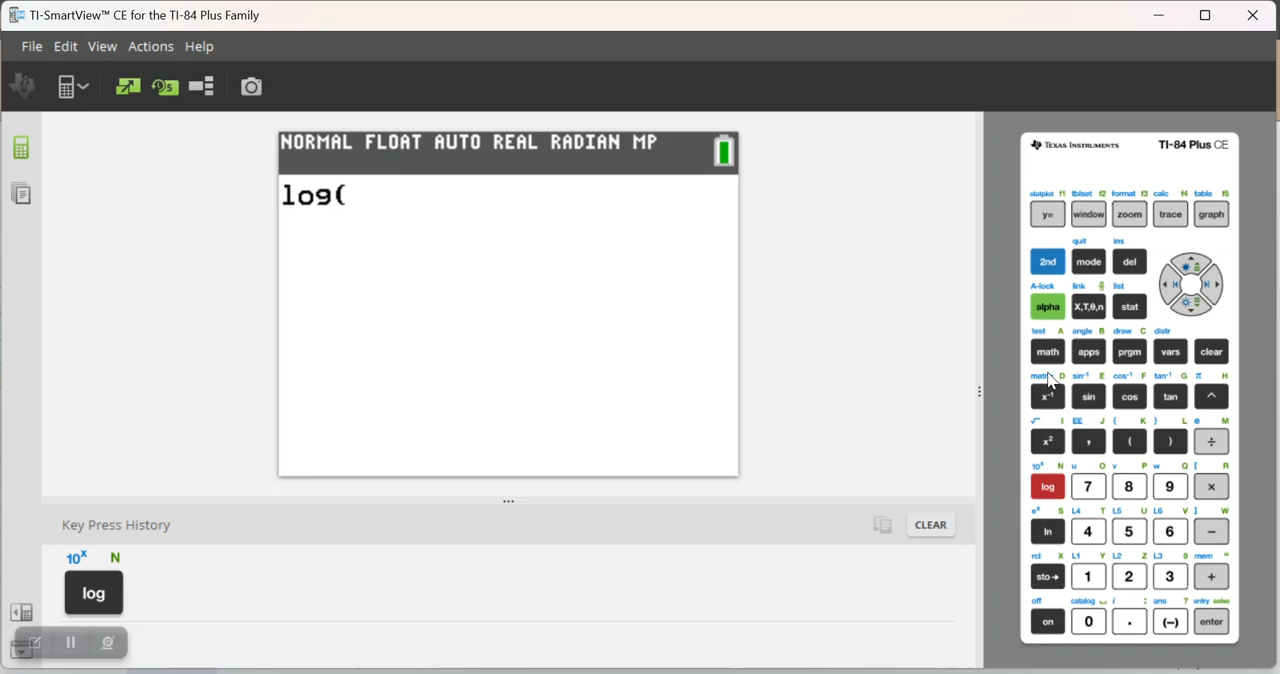 TI-SmartView™ CE for the TI-84 Plus Family
File Edit View Actions Help
NORMAL FLOAT AUTO REAL RADIAN MP
log(
Key Press History
CLEAR
10ˣ N
log
TEXAS INSTRUMENTS TI-84 Plus CE
statplot f1 tblset f2 format f3 calc f4 table f5
y= window zoom trace graph
quit ins
2nd mode del
A-lock link list
alpha X,T,θ,n stat
test A angle B draw C distr
math apps prgm vars clear
D sin⁻¹ E cos⁻¹ F tan⁻¹ G π H
x⁻¹ sin cos tan ^
√ I EE J { K } L e M
x² , ( ) ÷
10ˣ N u O v P w Q [ R
log 7 8 9 ×
eˣ S L4 T L5 U L6 V ] W
ln 4 5 6 −
rcl X L1 Y L2 Z L3 θ mem "
sto→ 1 2 3 +
off catalog i : ans ? entry solve
on 0 . (−) enter